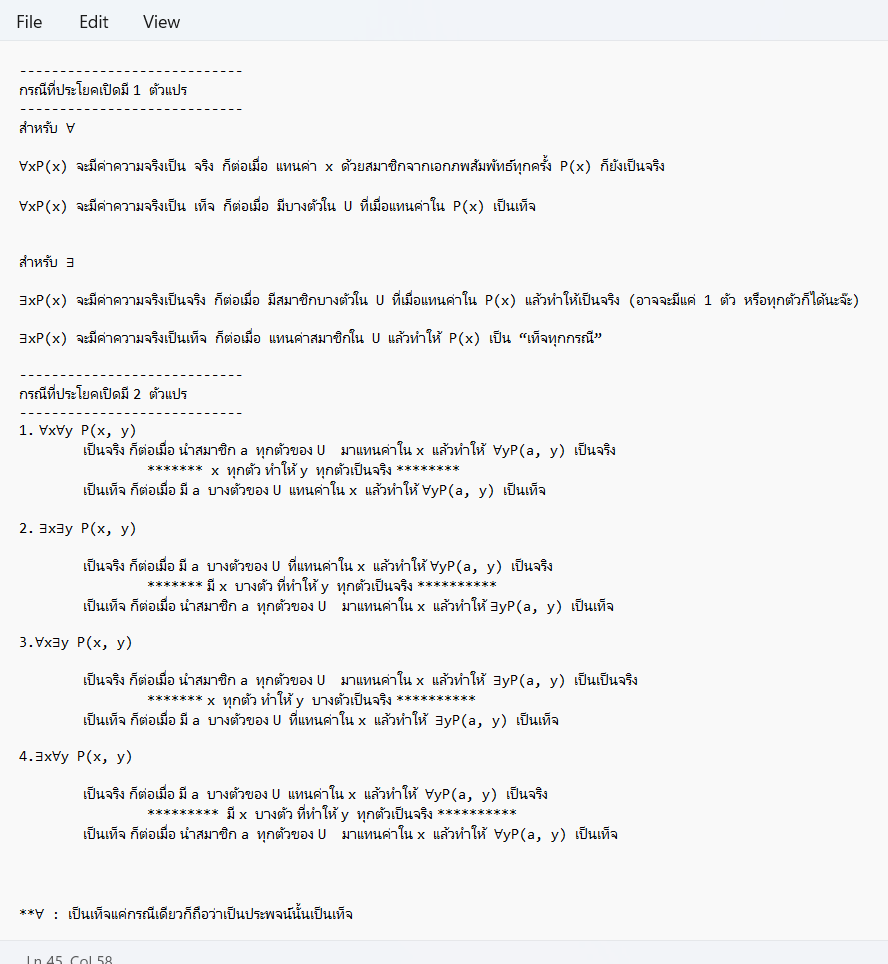 File Edit View
----------------------------
กรณีที่ประโยคเปิดมี 1 ตัวแปร
----------------------------
สำหรับ ∀
∀xP(x) จะมีค่าความจริงเป็น จริง ก็ต่อเมื่อ แทนค่า x ด้วยสมาชิกจากเอกภพสัมพัทธ์ทุกครั้ง P(x) ก็ยังเป็นจริง
∀xP(x) จะมีค่าความจริงเป็น เท็จ ก็ต่อเมื่อ มีบางตัวใน U ที่เมื่อแทนค่าใน P(x) เป็นเท็จ
สำหรับ ∃
∃xP(x) จะมีค่าความจริงเป็นจริง ก็ต่อเมื่อ มีสมาชิกบางตัวใน U ที่เมื่อแทนค่าใน P(x) แล้วทำให้เป็นจริง (อาจจะมีแค่ 1 ตัว หรือทุกตัวก็ได้นะจ๊ะ)
∃xP(x) จะมีค่าความจริงเป็นเท็จ ก็ต่อเมื่อ แทนค่าสมาชิกใน U แล้วทำให้ P(x) เป็น “เท็จทุกกรณี”
----------------------------
กรณีที่ประโยคเปิดมี 2 ตัวแปร
----------------------------
1. ∀x∀y P(x, y)
เป็นจริง ก็ต่อเมื่อ นำสมาชิก a ทุกตัวของ U มาแทนค่าใน x แล้วทำให้ ∀yP(a, y) เป็นจริง
******* x ทุกตัว ทำให้ y ทุกตัวเป็นจริง ********
เป็นเท็จ ก็ต่อเมื่อ มี a บางตัวของ U แทนค่าใน x แล้วทำให้ ∀yP(a, y) เป็นเท็จ
2. ∃x∃y P(x, y)
เป็นจริง ก็ต่อเมื่อ มี a บางตัวของ U ที่แทนค่าใน x แล้วทำให้ ∀yP(a, y) เป็นจริง
******* มี x บางตัว ที่ทำให้ y ทุกตัวเป็นจริง **********
เป็นเท็จ ก็ต่อเมื่อ นำสมาชิก a ทุกตัวของ U มาแทนค่าใน x แล้วทำให้ ∃yP(a, y) เป็นเท็จ
3.∀x∃y P(x, y)
เป็นจริง ก็ต่อเมื่อ นำสมาชิก a ทุกตัวของ U มาแทนค่าใน x แล้วทำให้ ∃yP(a, y) เป็นเป็นจริง
******* x ทุกตัว ทำให้ y บางตัวเป็นจริง **********
เป็นเท็จ ก็ต่อเมื่อ มี a บางตัวของ U ที่แทนค่าใน x แล้วทำให้ ∃yP(a, y) เป็นเท็จ
4.∃x∀y P(x, y)
เป็นจริง ก็ต่อเมื่อ มี a บางตัวของ U แทนค่าใน x แล้วทำให้ ∀yP(a, y) เป็นจริง
********* มี x บางตัว ที่ทำให้ y ทุกตัวเป็นจริง **********
เป็นเท็จ ก็ต่อเมื่อ นำสมาชิก a ทุกตัวของ U มาแทนค่าใน x แล้วทำให้ ∀yP(a, y) เป็นเท็จ
**∀ : เป็นเท็จแค่กรณีเดียวก็ถือว่าเป็นประพจน์นั้นเป็นเท็จ
Ln 45, Col 58